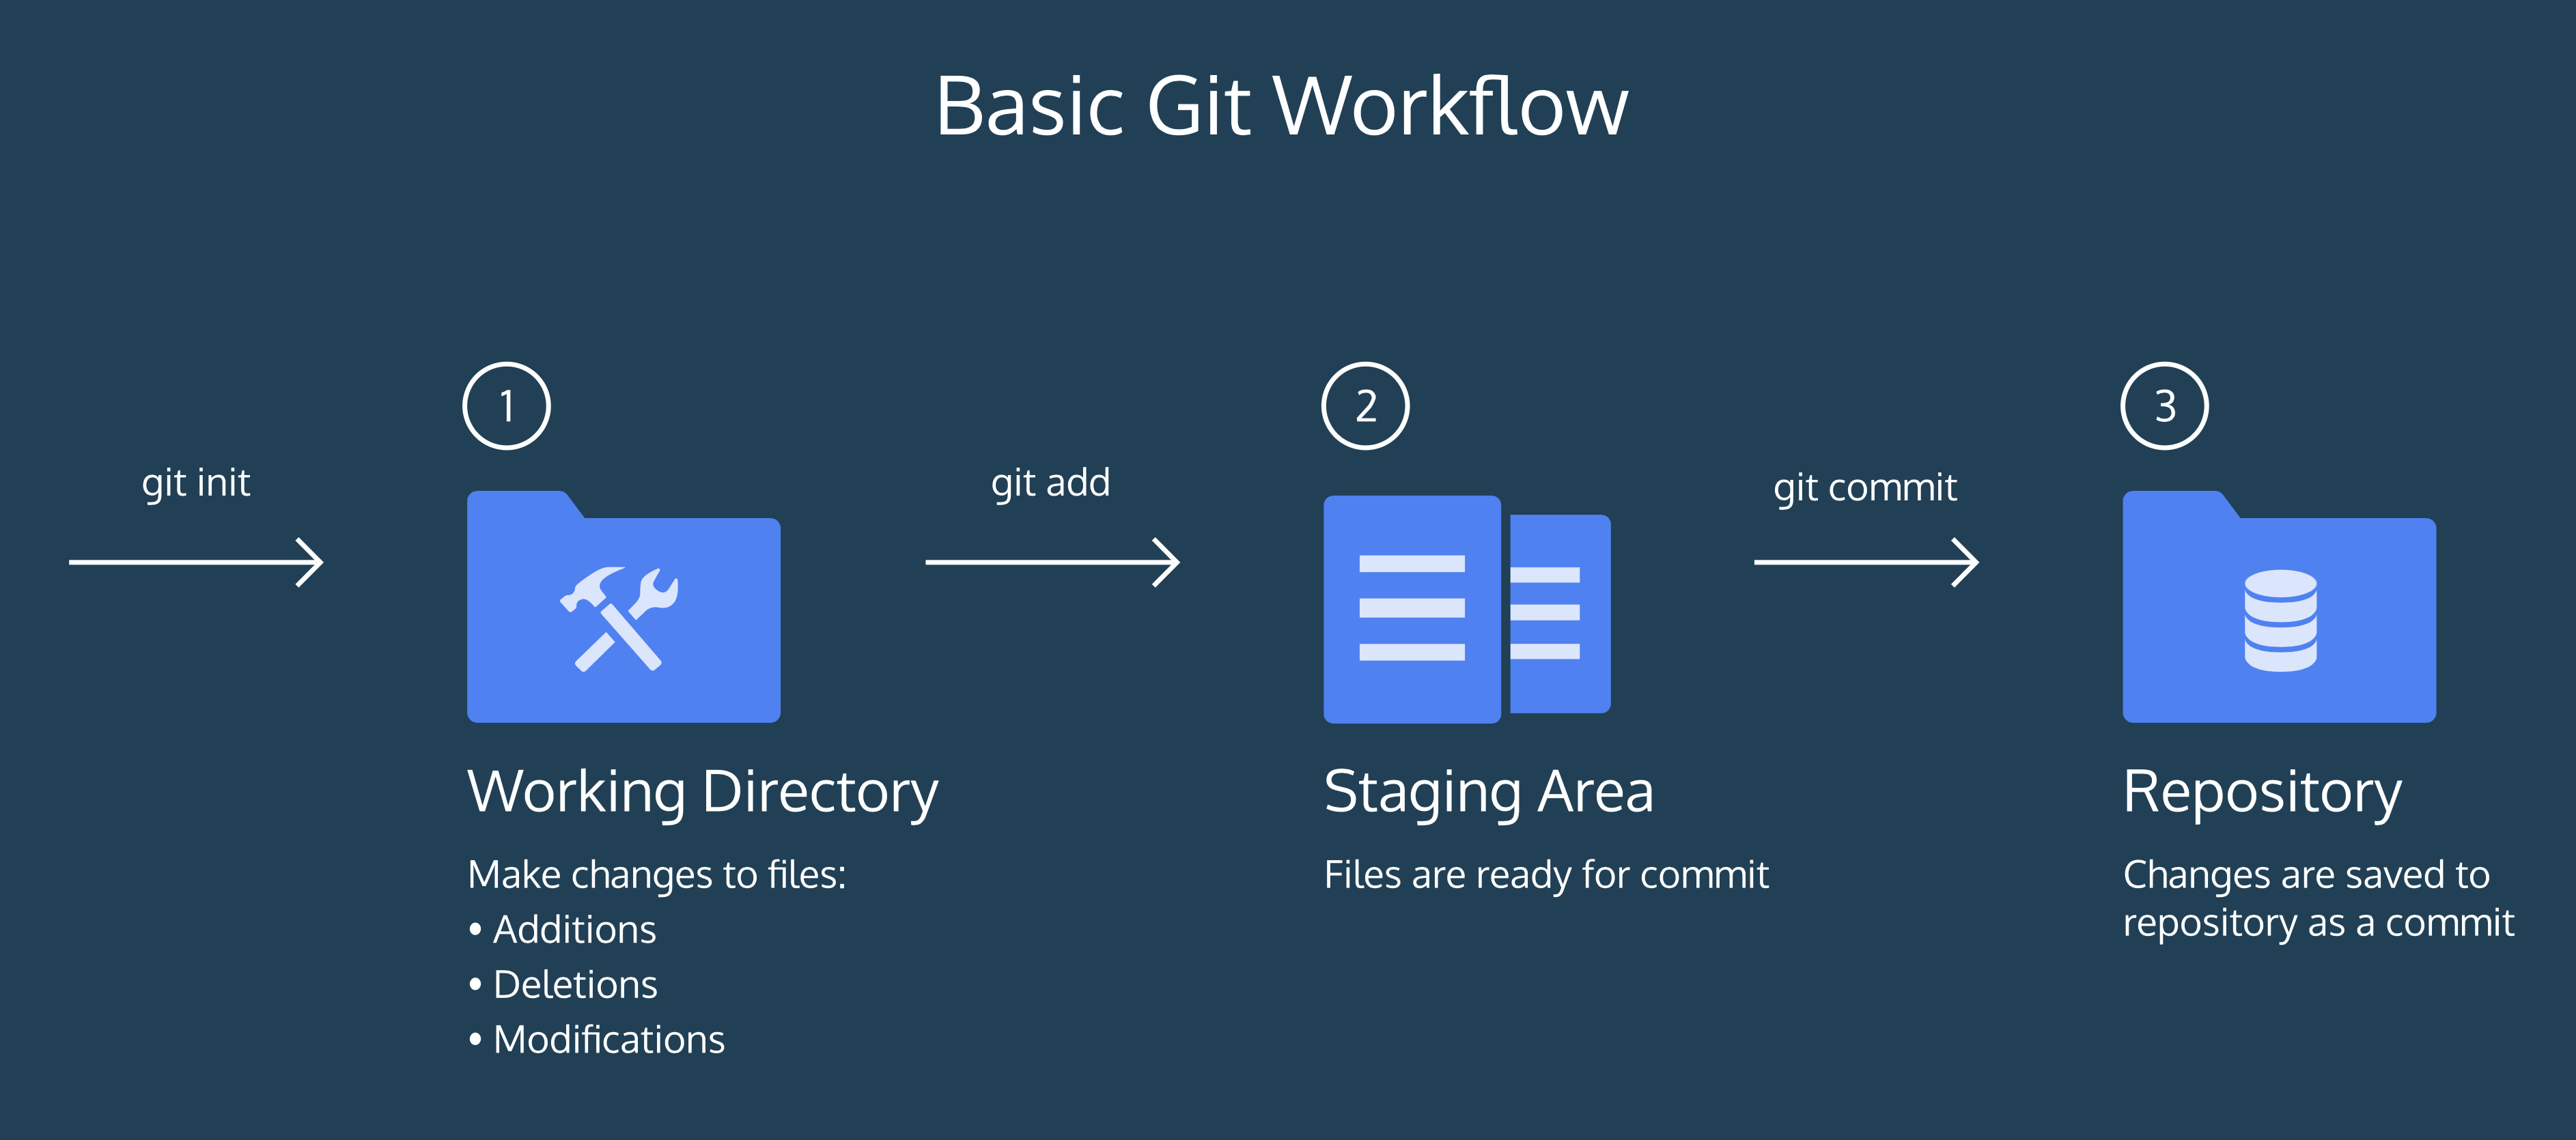 Basic Git Workflow
git init
1
Working Directory
Make changes to files:
• Additions
• Deletions
• Modifications
git add
2
Staging Area
Files are ready for commit
git commit
3
Repository
Changes are saved to
repository as a commit